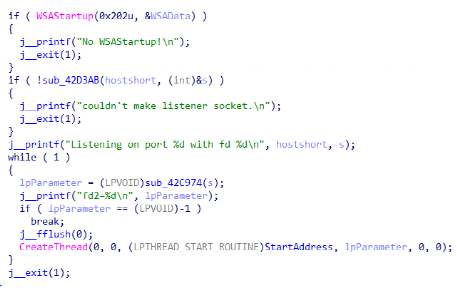 if ( WSAStartup(0x202u, &WSAData) )
{
j__printf("No WSAStartup!\n");
j__exit(1);
}
if ( !sub_42D3AB(hostshort, (int)&s) )
{
j__printf("couldn't make listener socket.\n");
j__exit(1);
}
j__printf("Listening on port %d with fd %d\n", hostshort, s);
while ( 1 )
{
lpParameter = (LPVOID)sub_42C974(s);
j__printf("fd2=%d\n", lpParameter);
if ( lpParameter == (LPVOID)-1 )
break;
j__fflush(0);
CreateThread(0, 0, (LPTHREAD_START_ROUTINE)StartAddress, lpParameter, 0, 0);
}
j__exit(1);